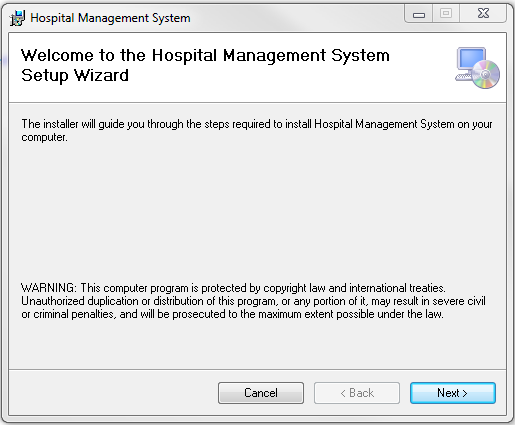 Hospital Management System
Welcome to the Hospital Management System
Setup Wizard
The installer will guide you through the steps required to install Hospital Management System on your
computer.
WARNING: This computer program is protected by copyright law and international treaties.
Unauthorized duplication or distribution of this program, or any portion of it, may result in severe civil
or criminal penalties, and will be prosecuted to the maximum extent possible under the law.
Cancel
< Back
Next >